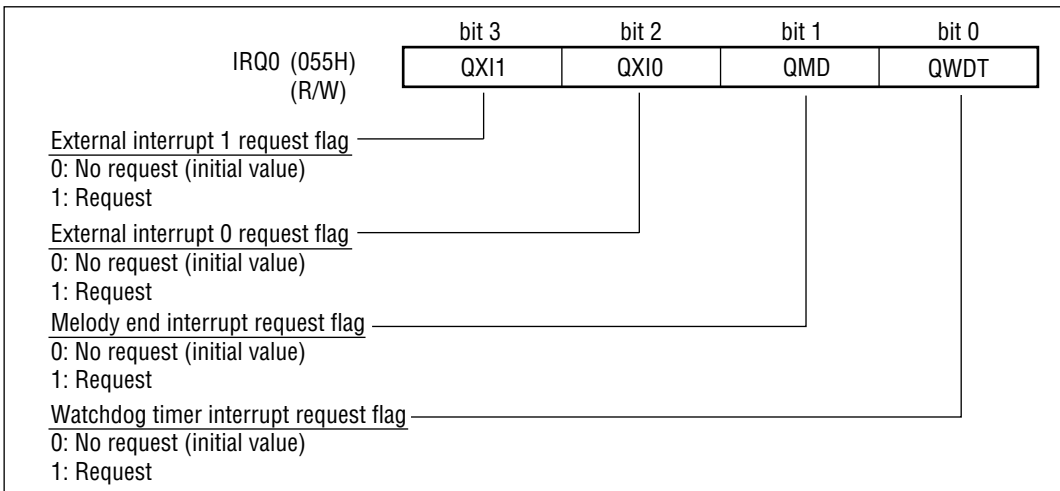 bit 3 bit 2 bit 1 bit 0
IRQ0 (055H) QXI1 QXI0 QMD QWDT
(R/W)
External interrupt 1 request flag
0: No request (initial value)
1: Request
External interrupt 0 request flag
0: No request (initial value)
1: Request
Melody end interrupt request flag
0: No request (initial value)
1: Request
Watchdog timer interrupt request flag
0: No request (initial value)
1: Request